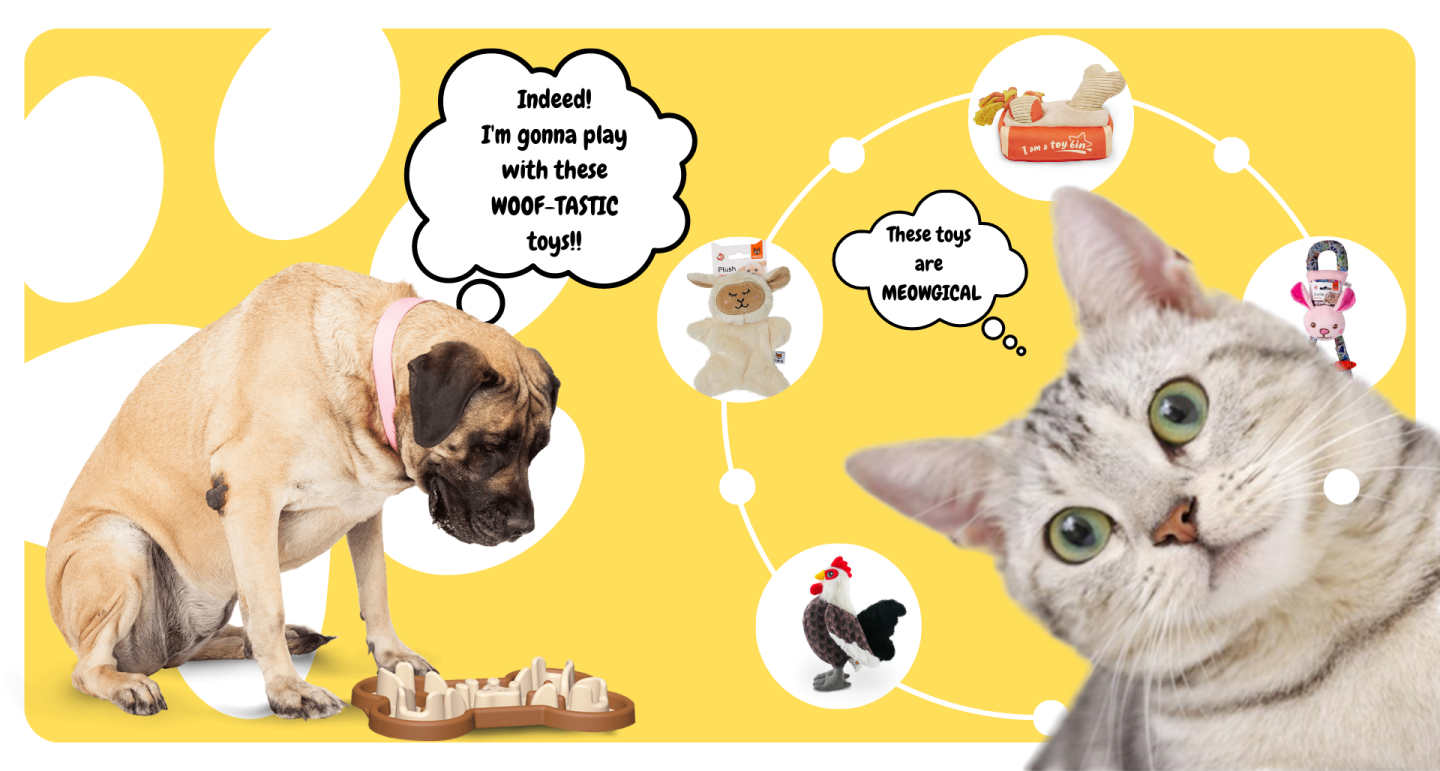 Indeed!
I'm gonna play
with these
WOOF-TASTIC
toys!!
These toys
are
MEOWGICAL
I am a toy bin
Plush